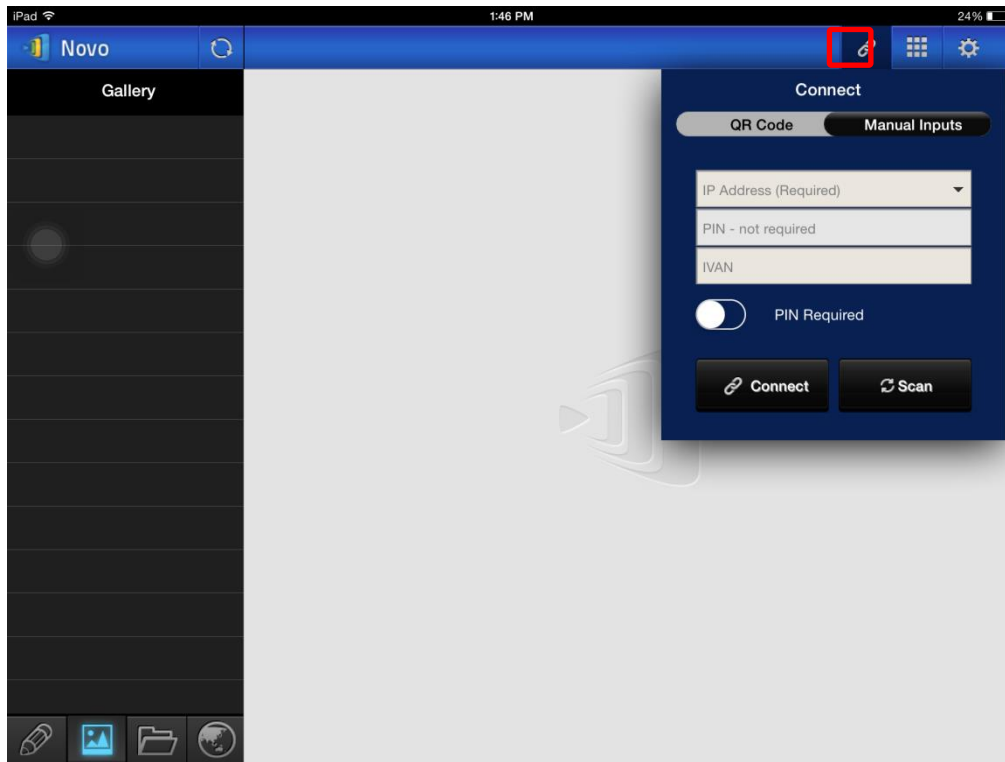 iPad 1:46 PM 24%
Novo
Gallery
Connect
QR Code Manual Inputs
IP Address (Required)
PIN - not required
IVAN
PIN Required
Connect Scan